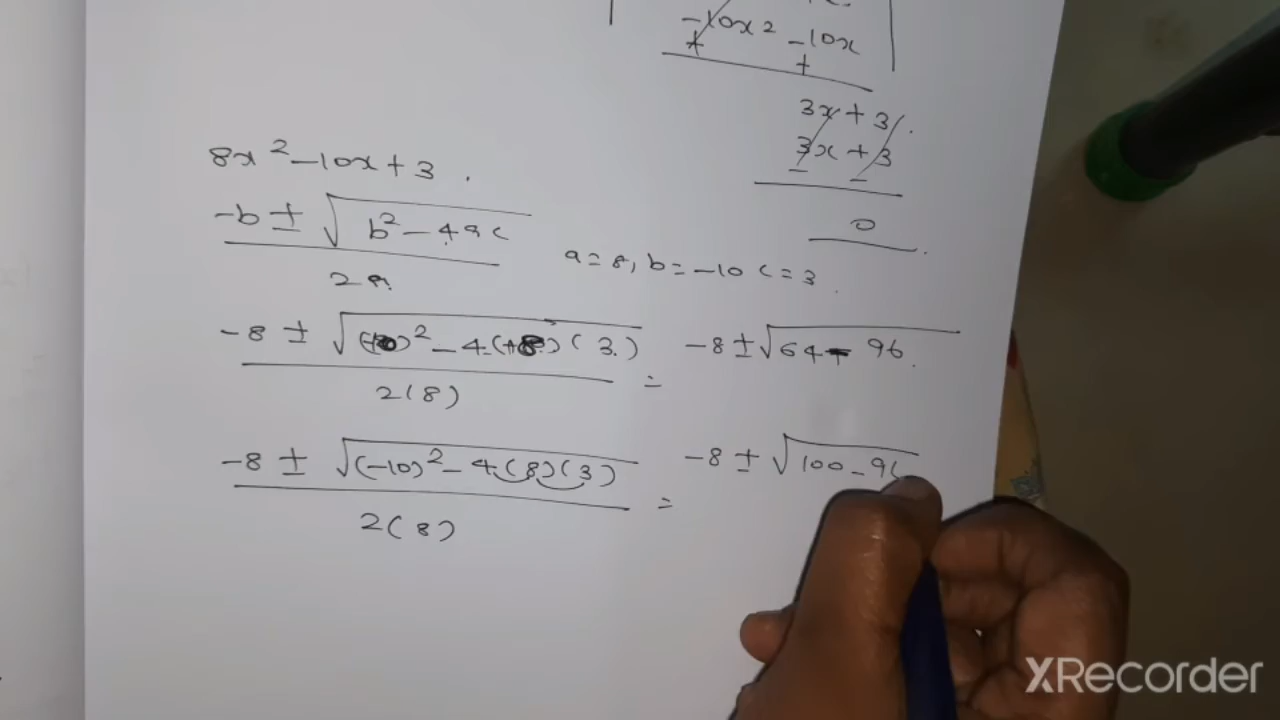 -10x² -10x
+ +
3x + 3
3x + 3
- -
0
8x² -10x + 3
-b ± √b² - 4ac
2a
a = 8, b = -10 c = 3
-8 ± √(-10)² - 4(8)(3)
2(8)
= -8 ± √64 - 96
-8 ± √(-10)² - 4(8)(3)
2(8)
= -8 ± √100 - 96
XRecorder